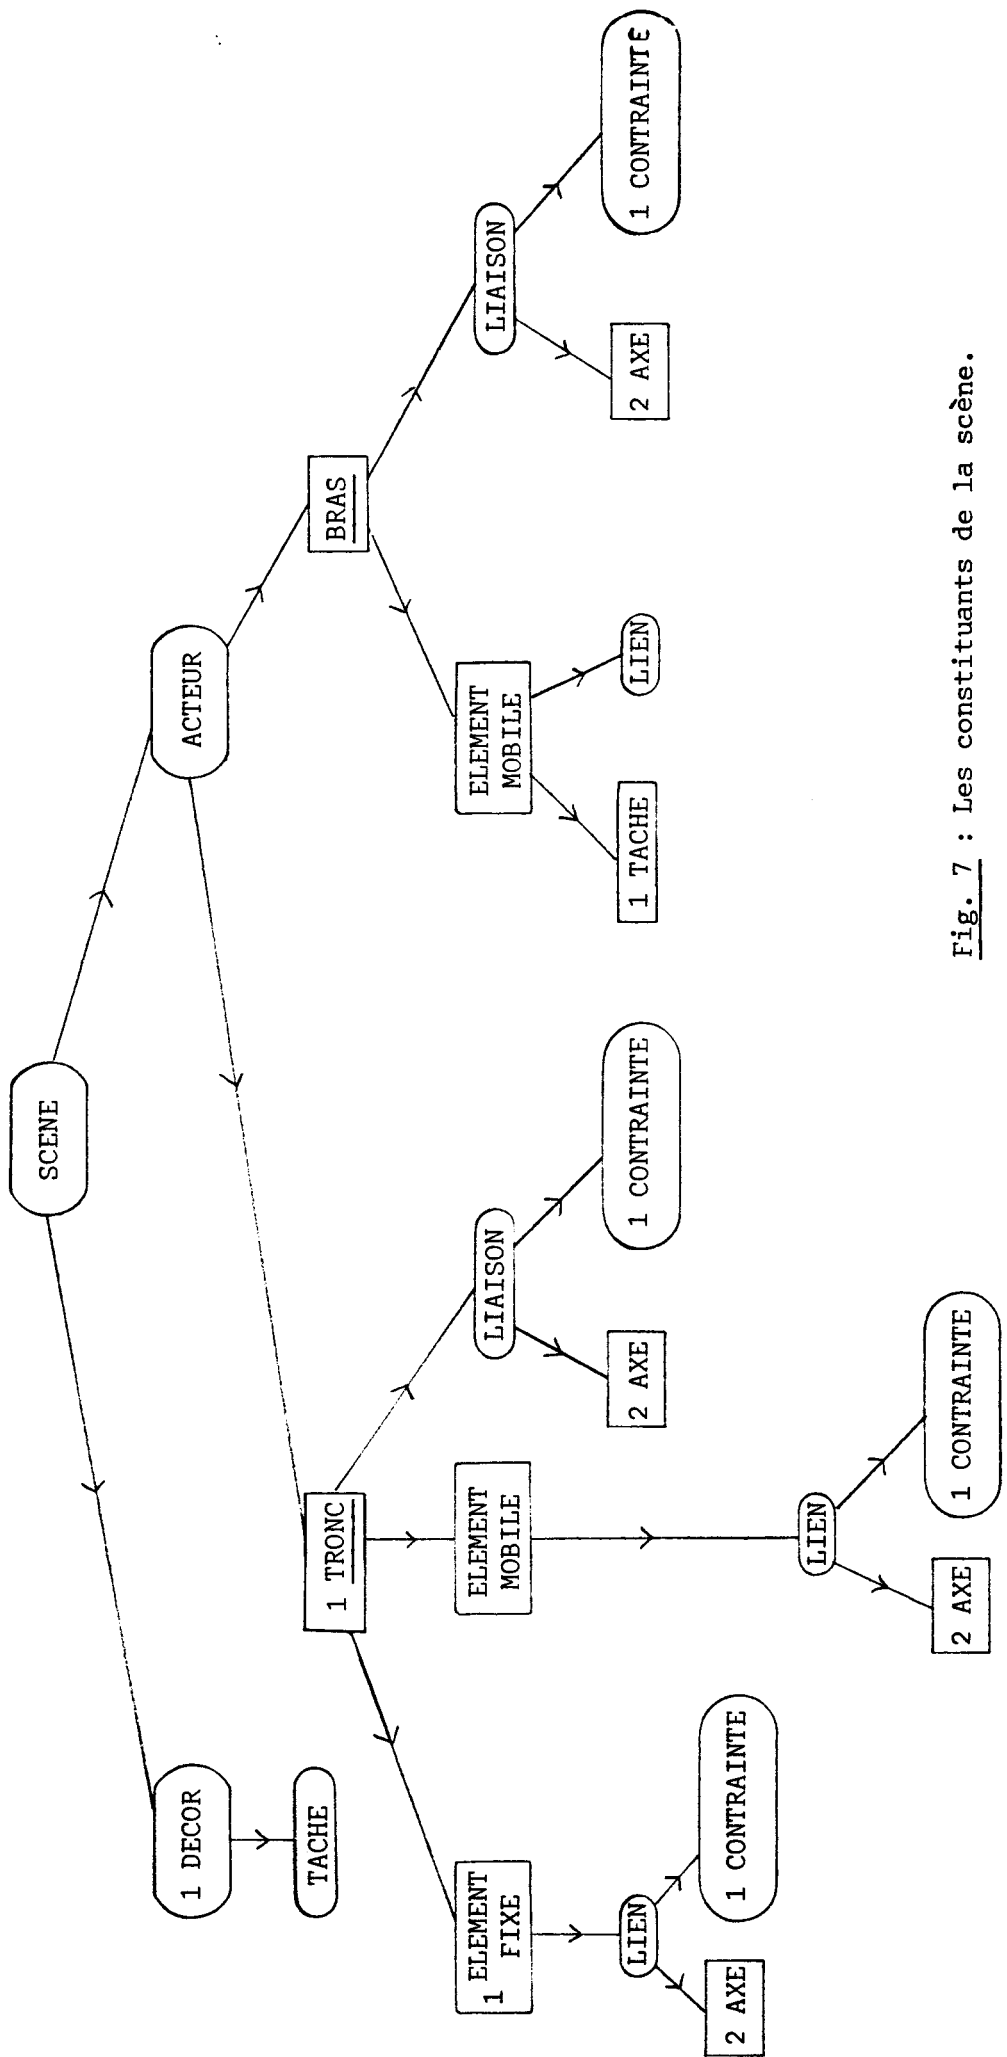 SCENE
1 DECOR
ACTEUR
TACHE
1 TRONC
BRAS
1 ELEMENT
FIXE
ELEMENT
MOBILE
LIAISON
ELEMENT
MOBILE
LIAISON
LIEN
2 AXE
1 CONTRAINTE
1 TACHE
LIEN
2 AXE
1 CONTRAINTE
2 AXE
1 CONTRAINTE
LIEN
2 AXE
1 CONTRAINTE
Fig. 7 : Les constituants de la scène.